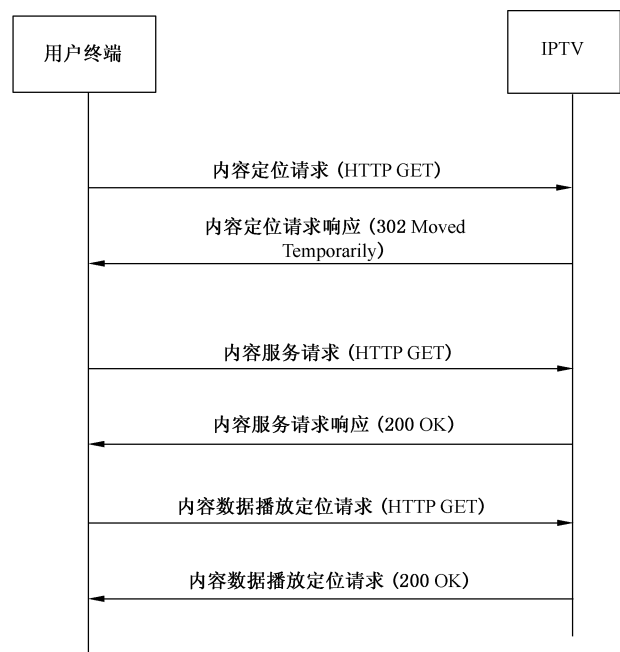 用户终端
IPTV
内容定位请求 (HTTP GET)
内容定位请求响应 (302 Moved
Temporarily)
内容服务请求 (HTTP GET)
内容服务请求响应 (200 OK)
内容数据播放定位请求 (HTTP GET)
内容数据播放定位请求 (200 OK)